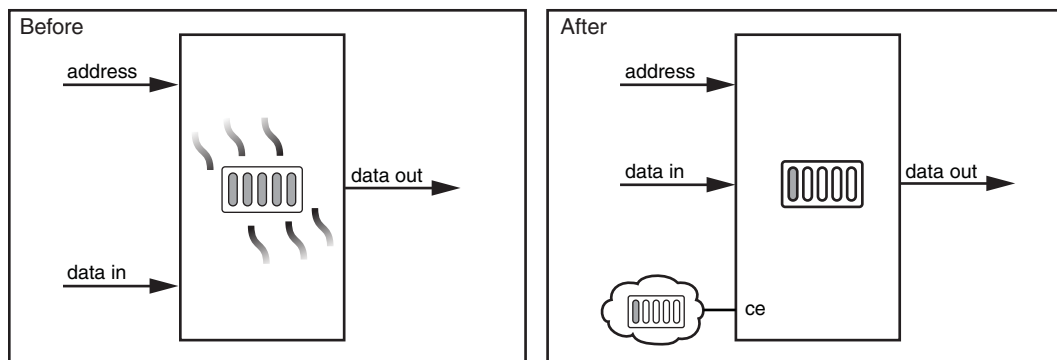 Before
address
data out
data in
After
address
data in
data out
ce